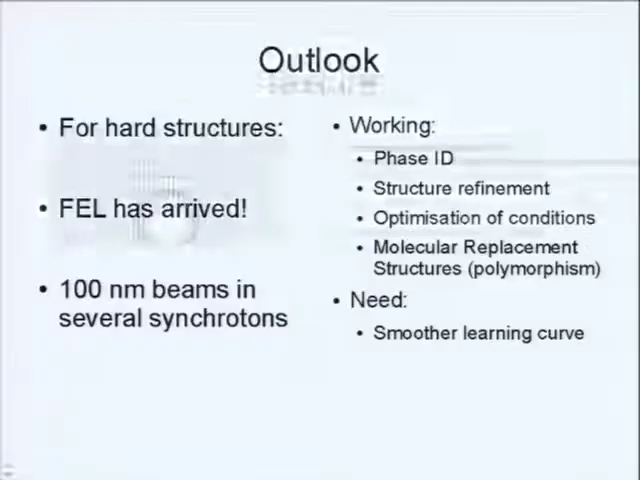 Outlook
• For hard structures:
• FEL has arrived!
• 100 nm beams in
several synchrotons
• Working:
• Phase ID
• Structure refinement
• Optimisation of conditions
• Molecular Replacement
Structures (polymorphism)
• Need:
• Smoother learning curve